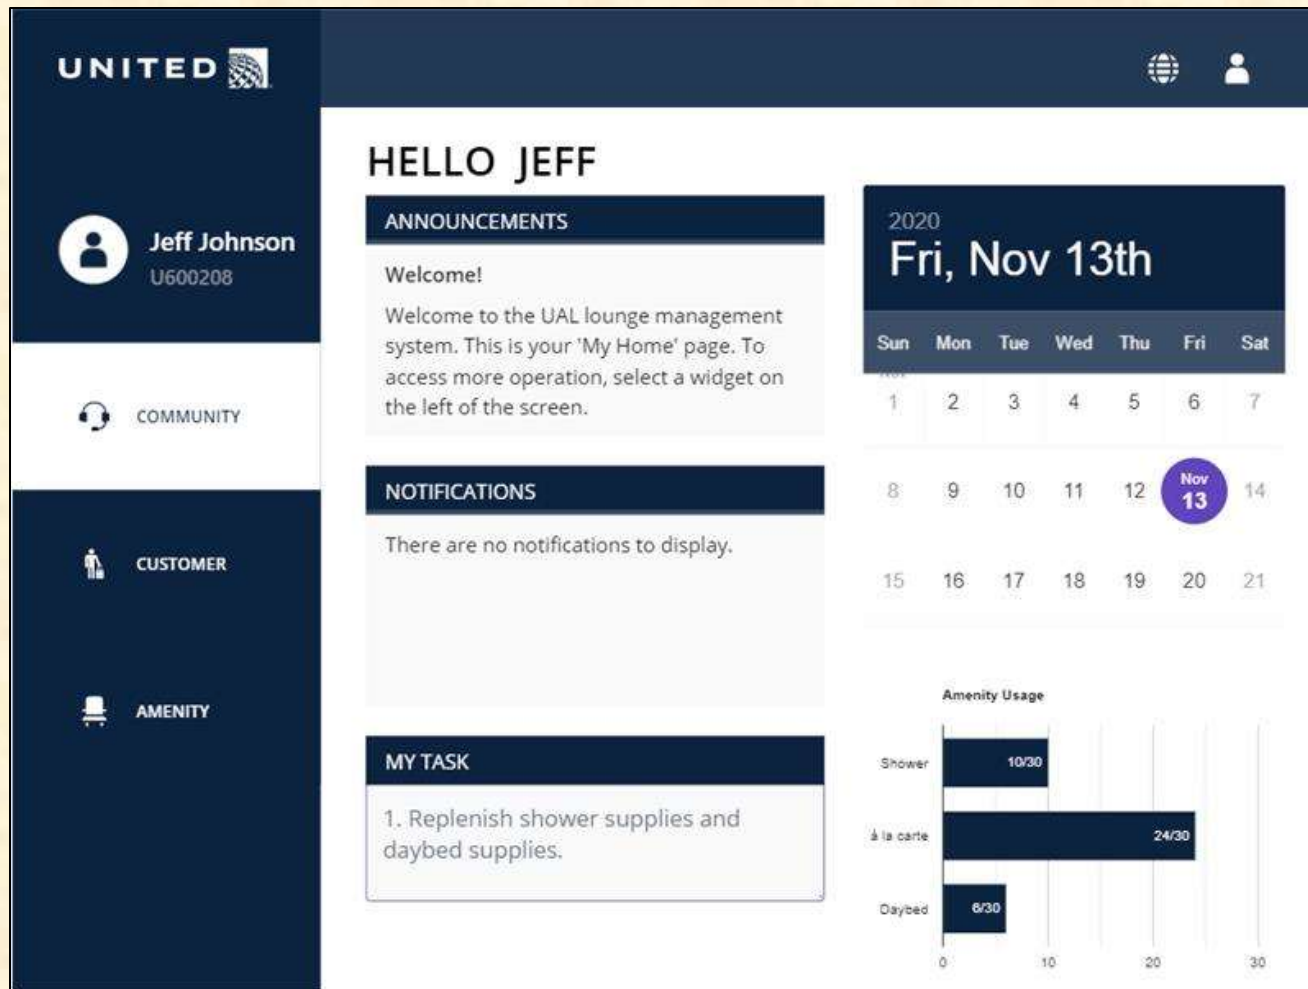 UNITED
Jeff Johnson
U600208
COMMUNITY
CUSTOMER
AMENITY
HELLO JEFF
ANNOUNCEMENTS
Welcome!
Welcome to the UAL lounge management
system. This is your 'My Home' page. To
access more operation, select a widget on
the left of the screen.
NOTIFICATIONS
There are no notifications to display.
MY TASK
1. Replenish shower supplies and
daybed supplies.
2020
Fri, Nov 13th
Sun Mon Tue Wed Thu Fri Sat
1 2 3 4 5 6 7
8 9 10 11 12 Nov 13 14
15 16 17 18 19 20 21
Amenity Usage
Shower 10/30
à la carte 24/30
Daybed 6/30
0 10 20 30